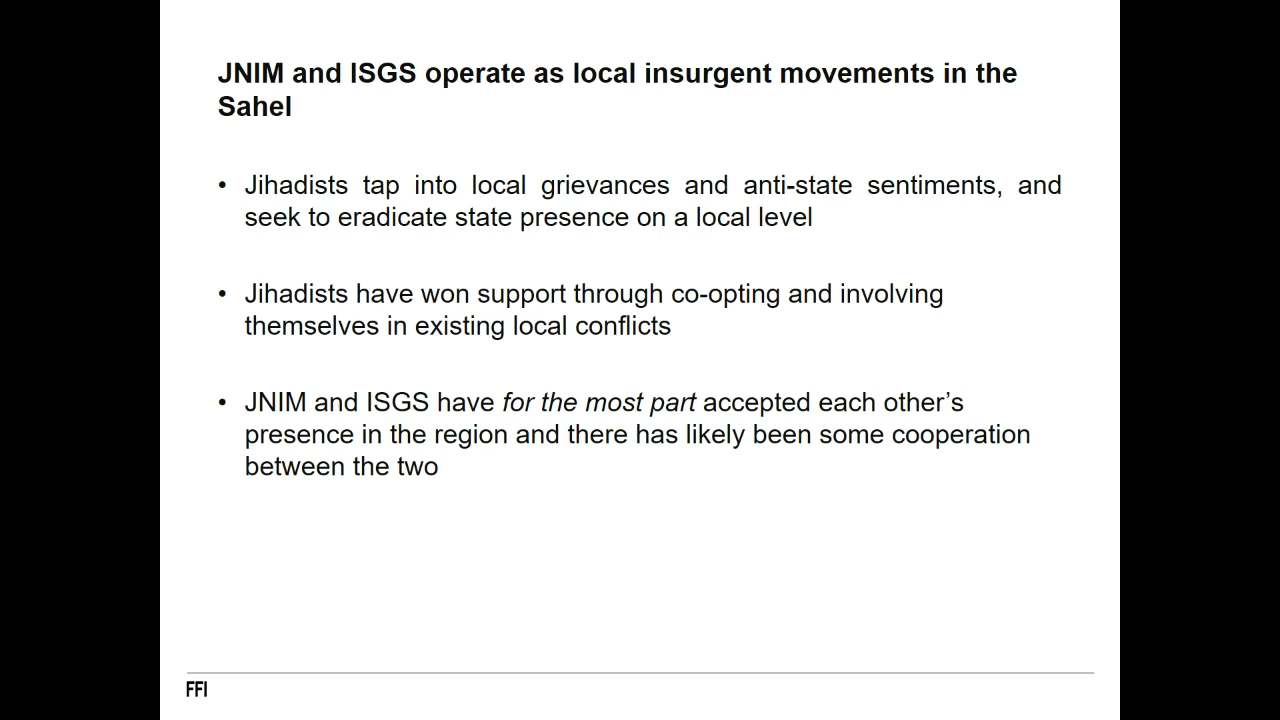 JNIM and ISGS operate as local insurgent movements in the
Sahel
• Jihadists tap into local grievances and anti-state sentiments, and
seek to eradicate state presence on a local level
• Jihadists have won support through co-opting and involving
themselves in existing local conflicts
• JNIM and ISGS have for the most part accepted each other’s
presence in the region and there has likely been some cooperation
between the two
FFI